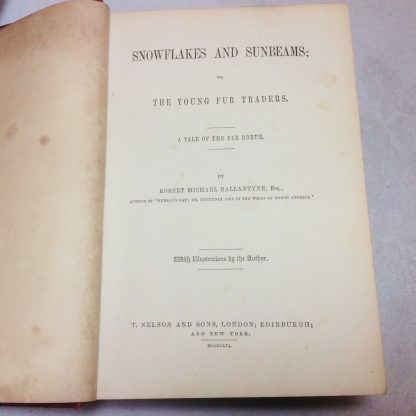 SNOWFLAKES AND SUNBEAMS;
OR,
THE YOUNG FUR TRADERS.
A TALE OF THE FAR NORTH.
BY
ROBERT MICHAEL BALLANTYNE, Esq.,
AUTHOR OF "HUDSON'S BAY; OR, EVERYDAY LIFE IN THE WILDS OF NORTH AMERICA."
With Illustrations by the Author.
T. NELSON AND SONS, LONDON; EDINBURGH;
AND NEW YORK.
MDCCCLVI.